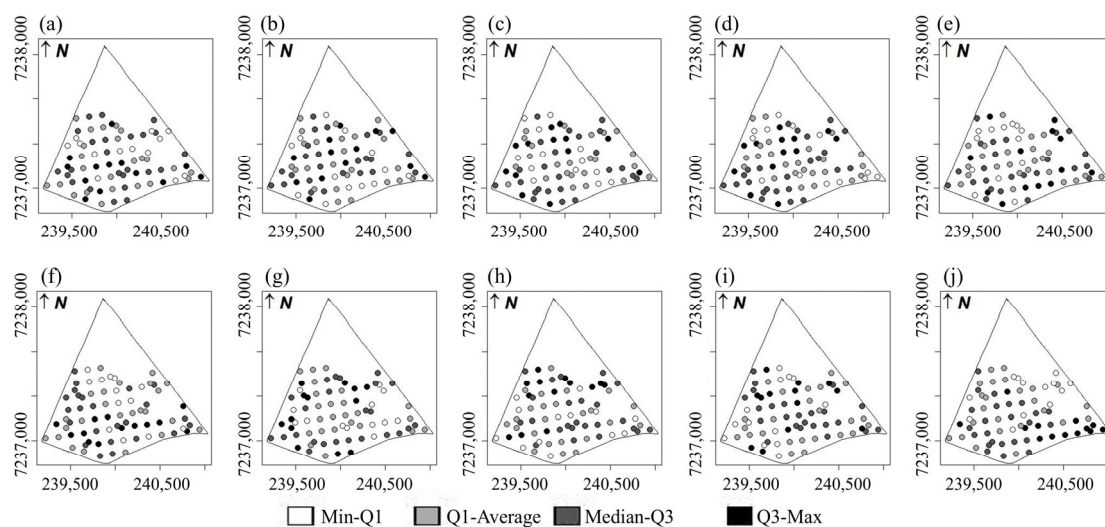 (a) (b) (c) (d) (e)
↑ N ↑ N ↑ N ↑ N ↑ N
7238,000 7238,000 7238,000 7238,000 7238,000
7237,000 7237,000 7237,000 7237,000 7237,000
239,500 240,500 239,500 240,500 239,500 240,500 239,500 240,500 239,500 240,500
(f) (g) (h) (i) (j)
↑ N ↑ N ↑ N ↑ N ↑ N
7238,000 7238,000 7238,000 7238,000 7238,000
7237,000 7237,000 7237,000 7237,000 7237,000
239,500 240,500 239,500 240,500 239,500 240,500 239,500 240,500 239,500 240,500
Min-Q1 Q1-Average Median-Q3 Q3-Max